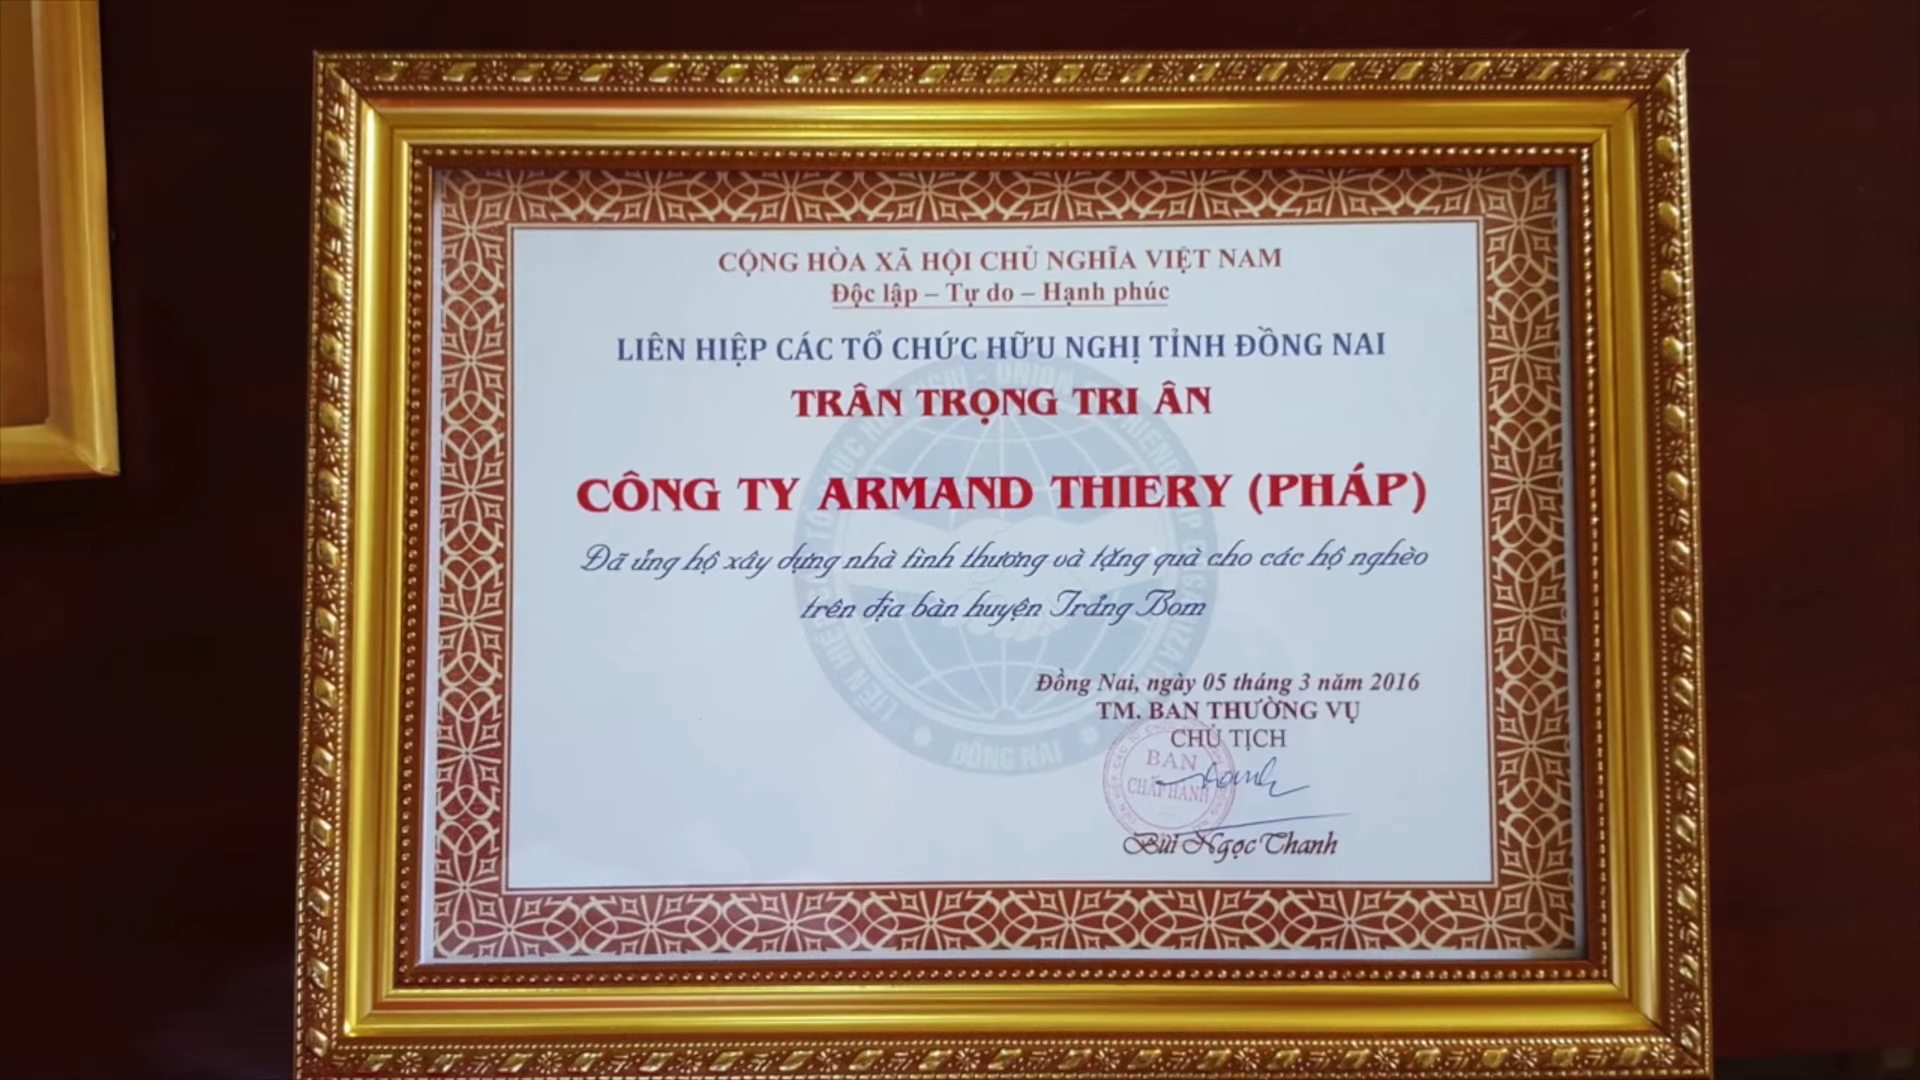 CỘNG HÒA XÃ HỘI CHỦ NGHĨA VIỆT NAM
Độc lập – Tự do – Hạnh phúc
LIÊN HIỆP CÁC TỔ CHỨC HỮU NGHỊ TỈNH ĐỒNG NAI
TRÂN TRỌNG TRI ÂN
CÔNG TY ARMAND THIERY (PHÁP)
Đã ủng hộ xây dựng nhà tình thương và tặng quà cho các hộ nghèo
trên địa bàn huyện Trảng Bom
Đồng Nai, ngày 05 tháng 3 năm 2016
TM. BAN THƯỜNG VỤ
CHỦ TỊCH
BAN
CHẤP HÀNH
Bùi Ngọc Thanh
ĐỒNG NAI